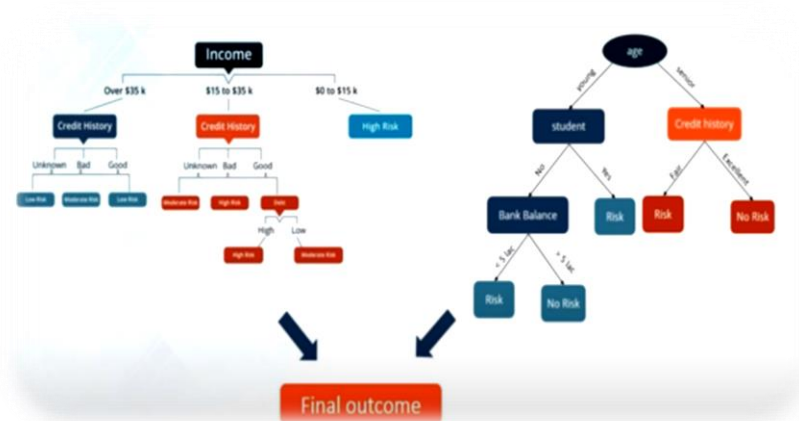 Income
Over $35 k
$15 to $35 k
$0 to $15 k
Credit History
Credit History
High Risk
Unknown Bad Good
Unknown Bad Good
Low Risk
Moderate Risk
Low Risk
Moderate Risk
High Risk
Debt
High Low
High Risk
Moderate Risk
age
young
senior
student
Credit history
No
Yes
Fair
Excellent
Bank Balance
Risk
Risk
No Risk
< 5 lac
> 5 lac
Risk
No Risk
Final outcome